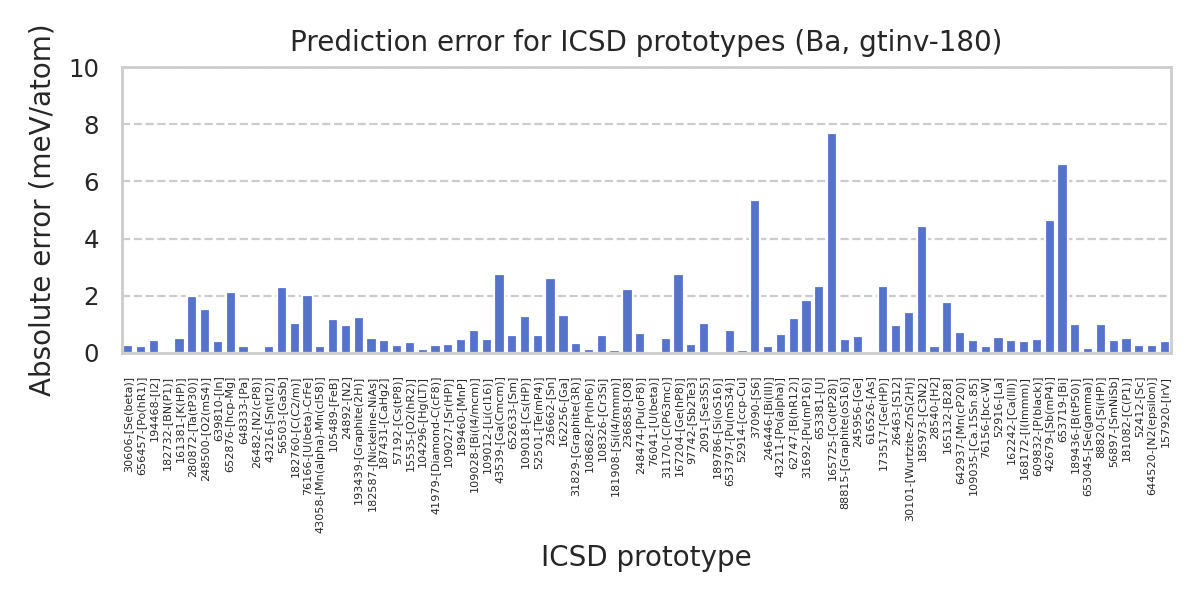 Prediction error for ICSD prototypes (Ba, gtinv-180)
Absolute error (meV/atom)
10
8
6
4
2
0
30606-[Se(beta)]
656457-[Po(hR1)]
194468-[I2]
182732-[BN(P1)]
161381-[K(HP)]
280872-[Ta(tP30)]
248500-[O2(mS4)]
639810-[In]
652876-[hcp-Mg]
648333-[Pa]
26482-[N2(cP8)]
43216-[Sn(tI2)]
56503-[GaSb]
182760-[C(C2/m)]
76166-[U(beta)-CrFe]
43058-[Mn(alpha)-Mn(cI58)]
105489-[FeB]
24892-[N2]
193439-[Graphite(2H)]
182587-[Nickeline-NiAs]
187431-[CaHg2]
57192-[Cs(tP8)]
15535-[O2(hR2)]
104296-[Hg(LT)]
41979-[Diamond-C(cF8)]
109027-[Sr(HP)]
189460-[MnP]
109028-[Bi(I4/mcm)]
109012-[Li(cI16)]
43539-[Ga(Cmcm)]
652633-[Sm]
109018-[Cs(HP)]
52501-[Te(mP4)]
236662-[Sn]
162256-[Ga]
31829-[Graphite(3R)]
108682-[Pr(hP6)]
108326-[Cr3Si]
181908-[Si(I4/mmm)]
236858-[O8]
248474-[Pu(oF8)]
76041-[U(beta)]
31170-[C(P63mc)]
167204-[Ge(hP8)]
97742-[Sb2Te3]
2091-[Se3S5]
189786-[Si(oS16)]
653797-[Pu(mS34)]
52914-[ccp-Cu]
37090-[S6]
246446-[Bi(III)]
43211-[Po(alpha)]
62747-[B(hR12)]
31692-[Pu(mP16)]
653381-[U]
165725-[Co(tP28)]
88815-[Graphite(oS16)]
245956-[Ge]
616526-[As]
173517-[Ge(HP)]
26463-[S12]
30101-[Wurtzite-ZnS(2H)]
185973-[C3N2]
28540-[H2]
165132-[B28]
642937-[Mn(cP20)]
109035-[Ca.15Sn.85]
76156-[bcc-W]
52916-[La]
162242-[Ca(III)]
168172-[I(Immm)]
609832-[P(black)]
42679-[Sb(mP4)]
653719-[Bi]
189436-[B(tP50)]
653045-[Se(gamma)]
88820-[Si(HP)]
56897-[SmNiSb]
181082-[C(P1)]
52412-[Sc]
644520-[N2(epsilon)]
157920-[IrV]
ICSD prototype